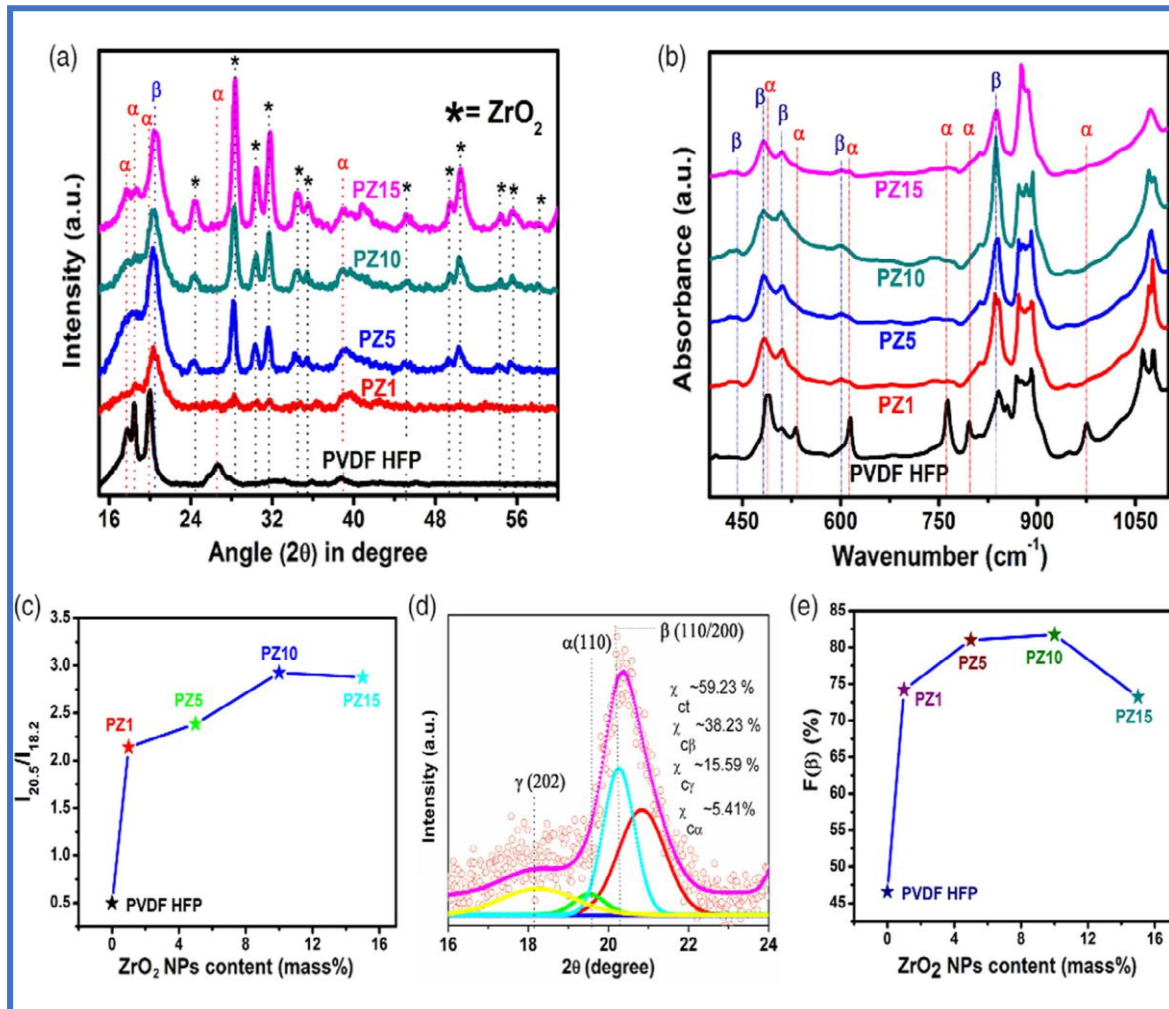 (a)
α
α
α
β
α
α
*
*
*
*
*
*
*
*
*
*
*
*
*= ZrO2
PZ15
PZ10
PZ5
PZ1
PVDF HFP
Intensity (a.u.)
16 24 32 40 48 56
Angle (2θ) in degree
(b)
β
β
α
β
α
β
α
α
α
β
α
PZ15
PZ10
PZ5
PZ1
PVDF HFP
Absorbance (a.u.)
450 600 750 900 1050
Wavenumber (cm-1)
(c)
3.5
3.0
2.5
2.0
1.5
1.0
0.5
I20.5/I18.2
PZ1
PZ5
PZ10
PZ15
PVDF HFP
0 4 8 12 16
ZrO2 NPs content (mass%)
(d)
β (110/200)
α(110)
χct ~59.23 %
χcβ ~38.23 %
χcγ ~15.59 %
χcα ~5.41%
γ (202)
Intensity (a.u.)
16 18 20 22 24
2θ (degree)
(e)
85
80
75
70
65
60
55
50
45
F(β) (%)
PZ1
PZ5
PZ10
PZ15
PVDF HFP
0 5 10 15
ZrO2 NPs content (mass%)